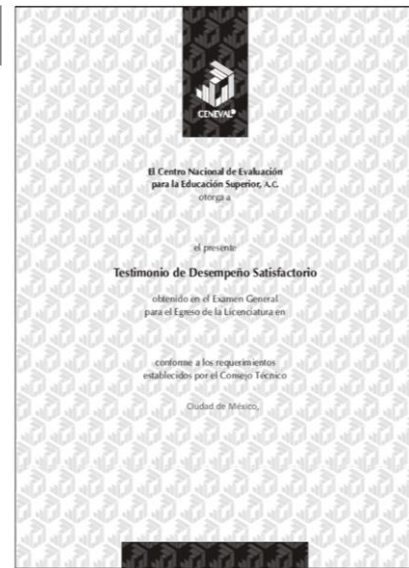 CENEVAL®
El Centro Nacional de Evaluación
para la Educación Superior, A.C.
otorga a
el presente
Testimonio de Desempeño Satisfactorio
obtenido en el Examen General
para el Egreso de la Licenciatura en
conforme a los requerimientos
establecidos por el Consejo Técnico
Ciudad de México,